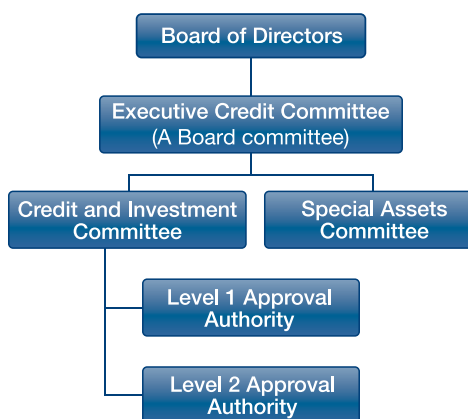 Board of Directors
Executive Credit Committee
(A Board committee)
Credit and Investment
Committee
Special Assets
Committee
Level 1 Approval
Authority
Level 2 Approval
Authority